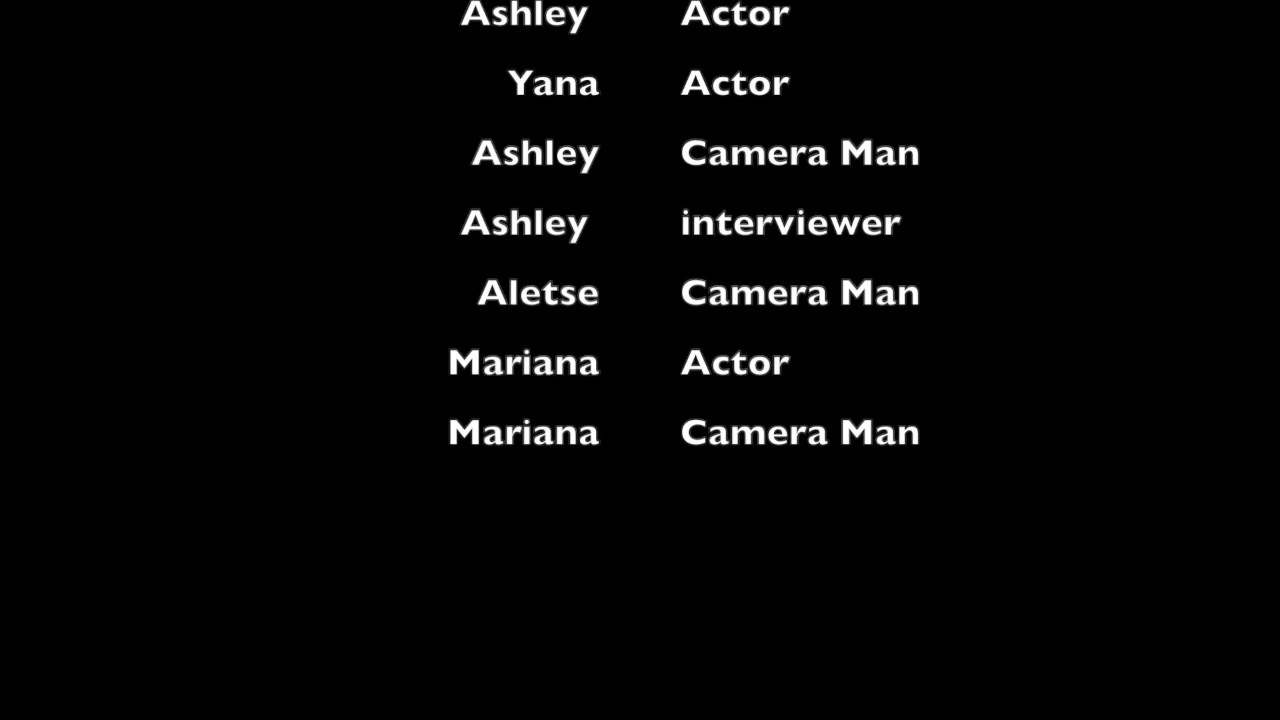 Ashley Actor
Yana Actor
Ashley Camera Man
Ashley interviewer
Aletse Camera Man
Mariana Actor
Mariana Camera Man